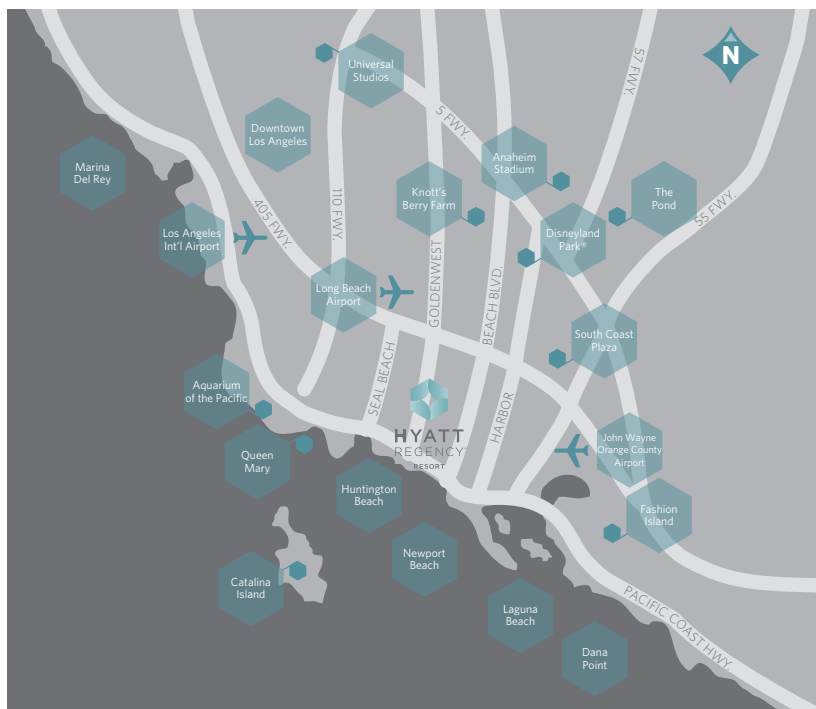 N
Universal
Studios
57 FWY.
5 FWY.
Downtown
Los Angeles
Marina
Del Rey
Anaheim
Stadium
Knott's
Berry Farm
The
Pond
110 FWY.
405 FWY.
55 FWY.
Los Angeles
Int'l Airport
Disneyland
Park®
Long Beach
Airport
GOLDENWEST
BEACH BLVD.
South Coast
Plaza
SEAL BEACH
Aquarium
of the Pacific
HARBOR
HYATT
REGENCY®
RESORT
John Wayne
Orange County
Airport
Queen
Mary
Huntington
Beach
Fashion
Island
Newport
Beach
Catalina
Island
Laguna
Beach
PACIFIC COAST HWY.
Dana
Point